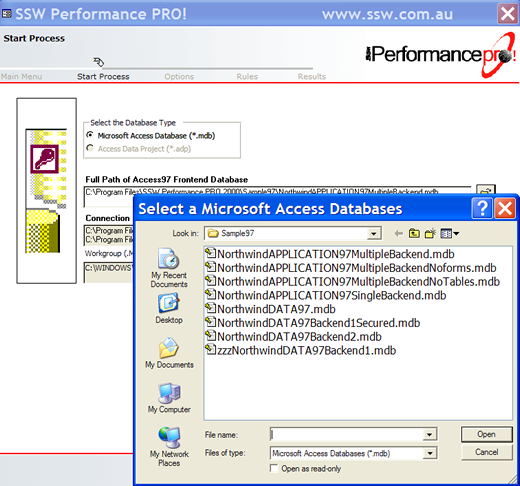 SSW Performance PRO! www.ssw.com.au
Start Process
SSW Performance pro!
Main Menu Start Process Options Rules Results
Select the Database Type
Microsoft Access Database (*.mdb)
Access Data Project (*.adp)
Full Path of Access97 Frontend Database
C:\Program Files\SSW Performance PRO 2000\Sample97\NorthwindAPPLICATION97MultipleBackend.mdb
Connection
C:\Program File
C:\Program File
Workgroup (.M
C:\WINDOWS\
Select a Microsoft Access Databases
Look in: Sample97
My Recent
Documents
Desktop
My Documents
My Computer
My Network
Places
NorthwindAPPLICATION97MultipleBackend.mdb
NorthwindAPPLICATION97MultipleBackendNoforms.mdb
NorthwindAPPLICATION97MultipleBackendNoTables.mdb
NorthwindAPPLICATION97SingleBackend.mdb
NorthwindDATA97.mdb
NorthwindDATA97Backend1Secured.mdb
NorthwindDATA97Backend2.mdb
zzzNorthwindDATA97Backend1.mdb
File name: Open
Files of type: Microsoft Access Databases (*.mdb) Cancel
Open as read-only